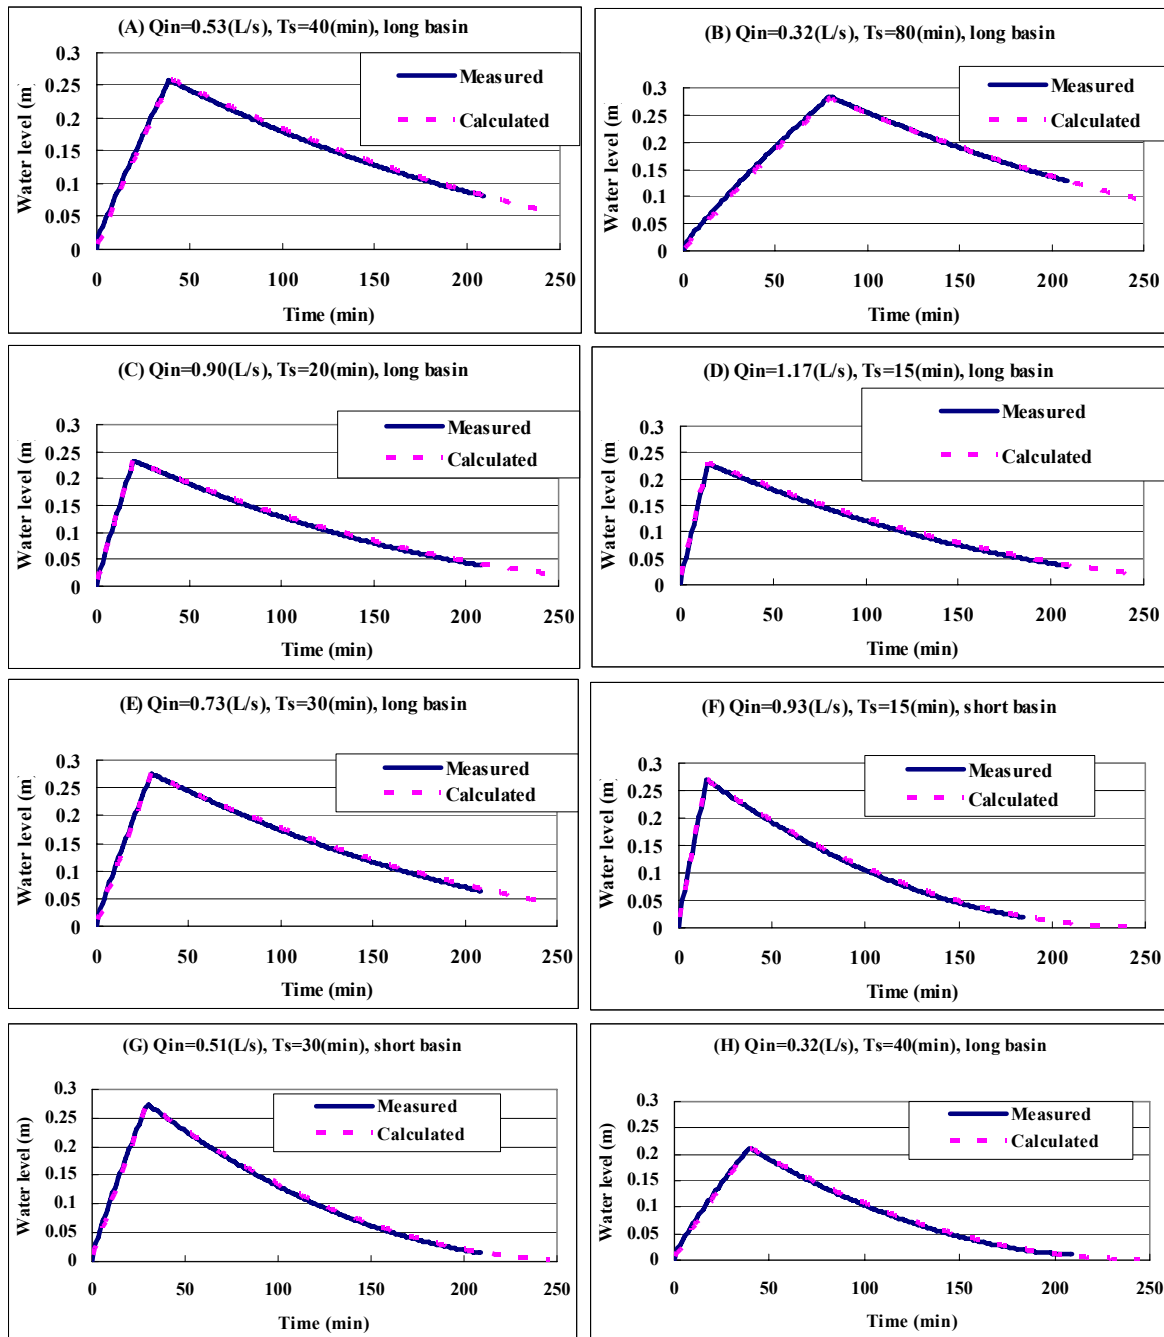 (A) Qin=0.53(L/s), Ts=40(min), long basin
Measured
Calculated
Water level (m)
0.3
0.25
0.2
0.15
0.1
0.05
0
0 50 100 150 200 250
Time (min)
(B) Qin=0.32(L/s), Ts=80(min), long basin
Measured
Calculated
Water level (m)
0.3
0.25
0.2
0.15
0.1
0.05
0
0 50 100 150 200 250
Time (min)
(C) Qin=0.90(L/s), Ts=20(min), long basin
Measured
Calculated
Water level (m)
0.3
0.25
0.2
0.15
0.1
0.05
0
0 50 100 150 200 250
Time (min)
(D) Qin=1.17(L/s), Ts=15(min), long basin
Measured
Calculated
Water level (m)
0.3
0.25
0.2
0.15
0.1
0.05
0
0 50 100 150 200 250
Time (min)
(E) Qin=0.73(L/s), Ts=30(min), long basin
Measured
Calculated
Water level (m)
0.3
0.25
0.2
0.15
0.1
0.05
0
0 50 100 150 200 250
Time (min)
(F) Qin=0.93(L/s), Ts=15(min), short basin
Measured
Calculated
Water level (m)
0.3
0.25
0.2
0.15
0.1
0.05
0
0 50 100 150 200 250
Time (min)
(G) Qin=0.51(L/s), Ts=30(min), short basin
Measured
Calculated
Water level (m)
0.3
0.25
0.2
0.15
0.1
0.05
0
0 50 100 150 200 250
Time (min)
(H) Qin=0.32(L/s), Ts=40(min), long basin
Measured
Calculated
Water level (m)
0.3
0.25
0.2
0.15
0.1
0.05
0
0 50 100 150 200 250
Time (min)